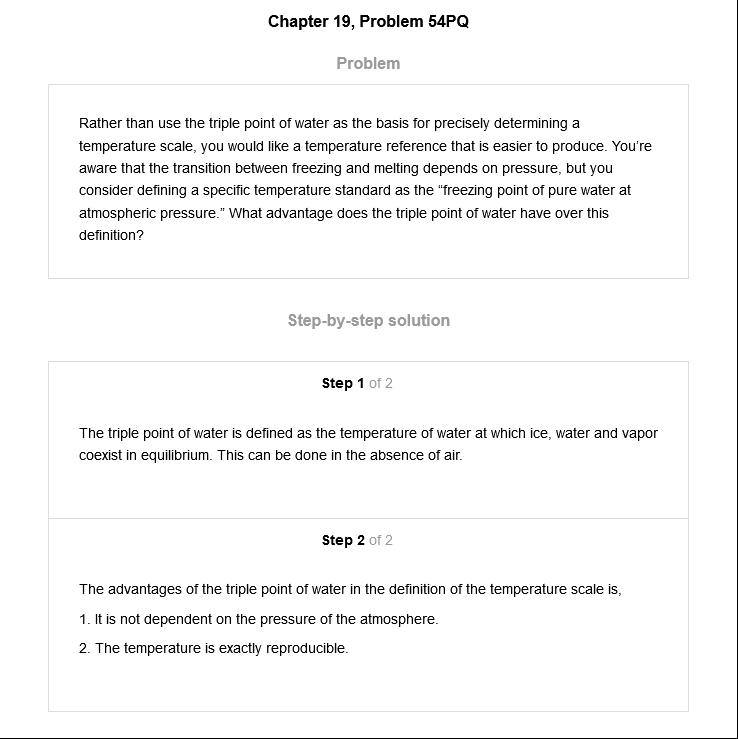 Chapter 19, Problem 54PQ
Problem
Rather than use the triple point of water as the basis for precisely determining a
temperature scale, you would like a temperature reference that is easier to produce. You're
aware that the transition between freezing and melting depends on pressure, but you
consider defining a specific temperature standard as the “freezing point of pure water at
atmospheric pressure.” What advantage does the triple point of water have over this
definition?
Step-by-step solution
Step 1 of 2
The triple point of water is defined as the temperature of water at which ice, water and vapor
coexist in equilibrium. This can be done in the absence of air.
Step 2 of 2
The advantages of the triple point of water in the definition of the temperature scale is,
1. It is not dependent on the pressure of the atmosphere.
2. The temperature is exactly reproducible.